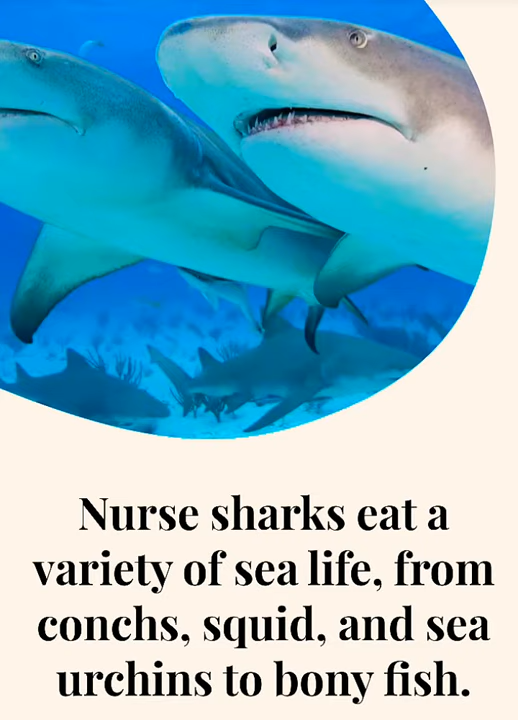 Nurse sharks eat a
variety of sea life, from
conchs, squid, and sea
urchins to bony fish.